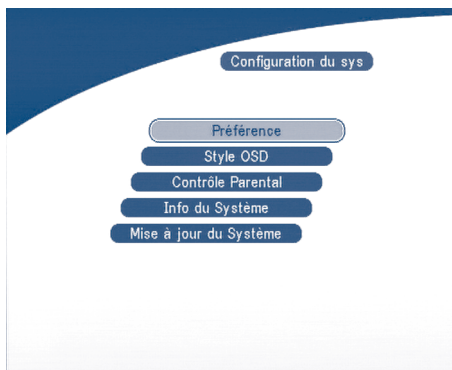 Configuration du sys
Préférence
Style OSD
Contrôle Parental
Info du Système
Mise à jour du Système